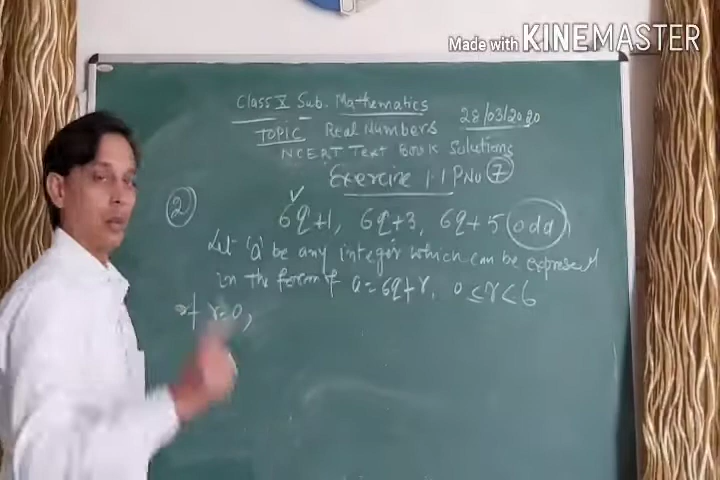 Made with KINEMASTER
Class X Sub. Mathematics
28/03/2020
TOPIC Real Numbers
NCERT Text Book Solutions
Exercise 1.1 P.No 7
2 6q+1, 6q+3, 6q+5 odd
Let 'a' be any integer which can be express
in the form of a=6q+r, 0≤r<6
If r=0,